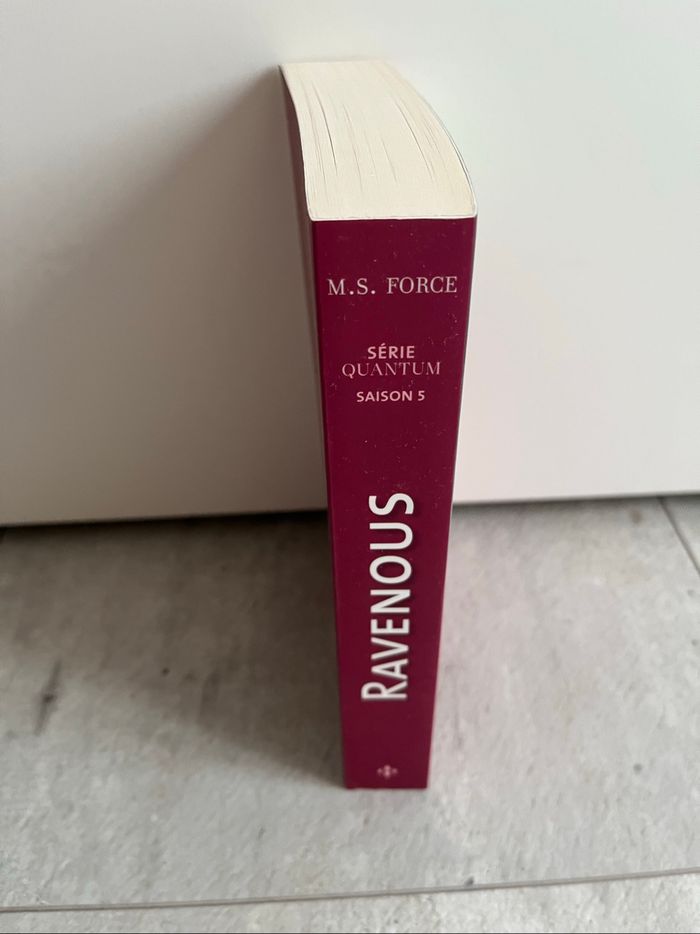 M.S. FORCE
SÉRIE
QUANTUM
SAISON 5
RAVENOUS